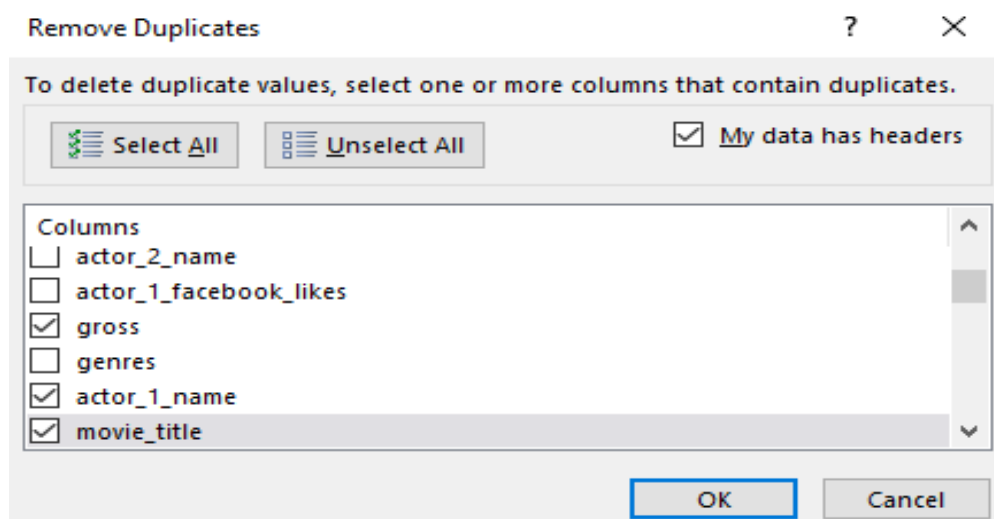 Remove Duplicates ?
To delete duplicate values, select one or more columns that contain duplicates.
Select All Unselect All My data has headers
Columns
actor_2_name
actor_1_facebook_likes
gross
genres
actor_1_name
movie_title
OK Cancel